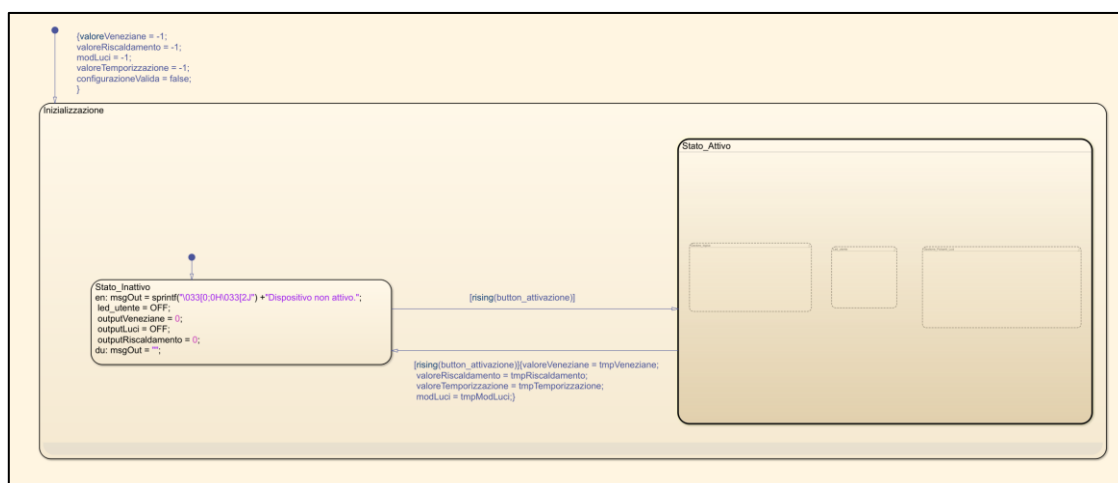 {valoreVeneziane = -1;
valoreRiscaldamento = -1;
modLuci = -1;
valoreTemporizzazione = -1;
configurazioneValida = false;
}
Inizializzazione
Stato_Attivo
Stato_Inattivo
en: msgOut = sprintf("\033[0;0H\033[2J") +"Dispositivo non attivo.";
led_utente = OFF;
outputVeneziane = 0;
outputLuci = OFF;
outputRiscaldamento = 0;
du: msgOut = "";
[rising(button_attivazione)]
[rising(button_attivazione)]{valoreVeneziane = tmpVeneziane;
valoreRiscaldamento = tmpRiscaldamento;
valoreTemporizzazione = tmpTemporizzazione;
modLuci = tmpModLuci;}